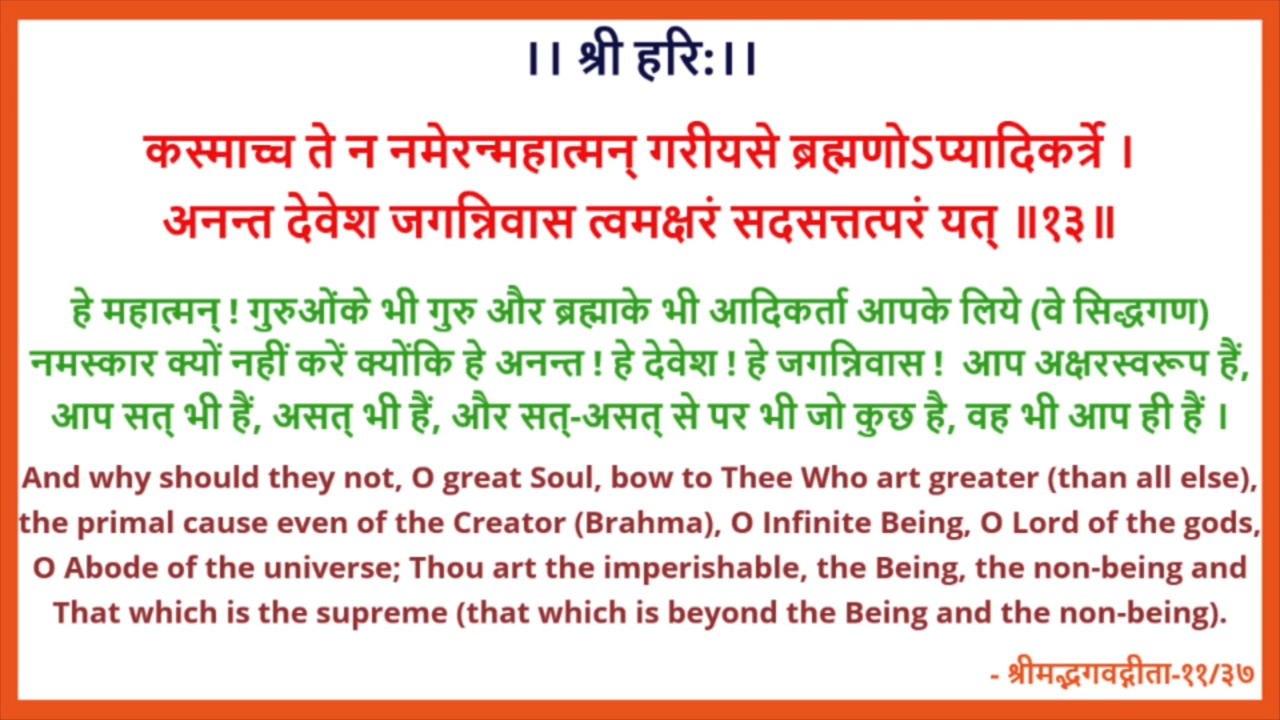 ।। श्री हरि:।।
कस्माच्च ते न नमेरन्महात्मन् गरीयसे ब्रह्मणोऽप्यादिकर्त्रे ।
अनन्त देवेश जगन्निवास त्वमक्षरं सदसत्तत्परं यत् ॥१३॥
हे महात्मन् ! गुरुओंके भी गुरु और ब्रह्माके भी आदिकर्ता आपके लिये (वे सिद्धगण)
नमस्कार क्यों नहीं करें क्योंकि हे अनन्त ! हे देवेश ! हे जगन्निवास ! आप अक्षरस्वरूप हैं,
आप सत् भी हैं, असत् भी हैं, और सत्-असत् से पर भी जो कुछ है, वह भी आप ही हैं ।
And why should they not, O great Soul, bow to Thee Who art greater (than all else),
the primal cause even of the Creator (Brahma), O Infinite Being, O Lord of the gods,
O Abode of the universe; Thou art the imperishable, the Being, the non-being and
That which is the supreme (that which is beyond the Being and the non-being).
- श्रीमद्भगवद्गीता-११/३७